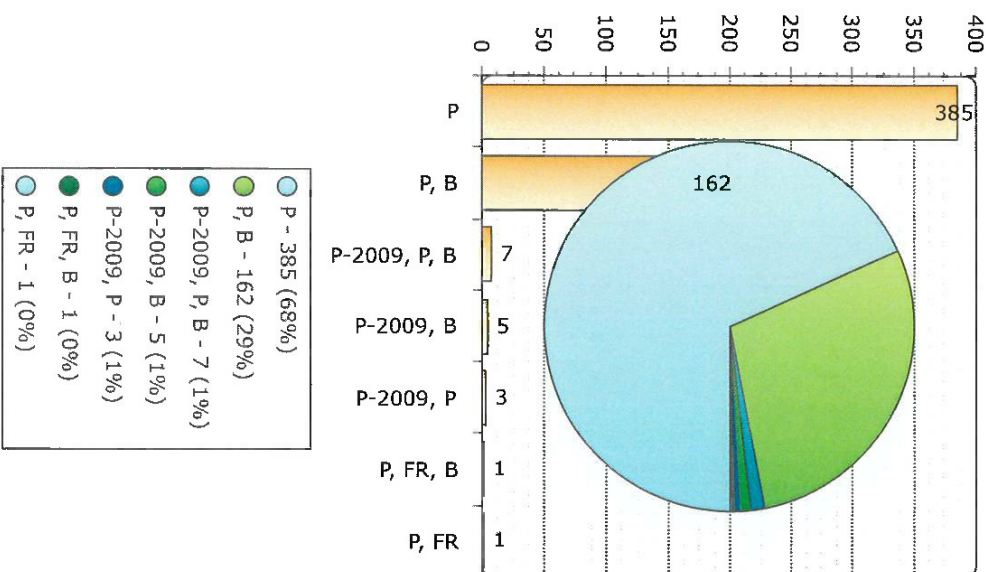 0
50
100
150
200
250
300
350
400
P
385
P, B
162
P-2009, P, B
7
P-2009, B
5
P-2009, P
3
P, FR, B
1
P, FR
1
P - 385 (68%)
P, B - 162 (29%)
P-2009, P, B - 7 (1%)
P-2009, B - 5 (1%)
P-2009, P - 3 (1%)
P, FR, B - 1 (0%)
P, FR - 1 (0%)